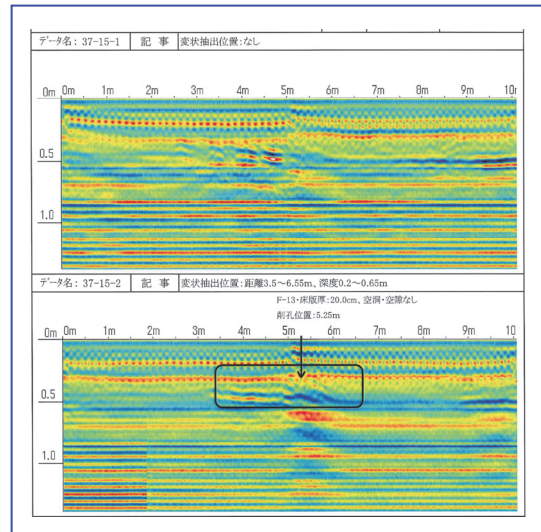 データ名: 37-15-1 記 事 変状抽出位置:なし
0m 1m 2m 3m 4m 5m 6m 7m 8m 9m 10
0m
0.5
1.0
データ名: 37-15-2 記 事 変状抽出位置:距離3.5〜6.55m、深度0.2〜0.65m
F-13・床版厚:20.0cm、空洞・空隙なし
削孔位置:5.25m
0m 1m 2m 3m 4m 5m 6m 7m 8m 9m 10
0m
0.5
1.0